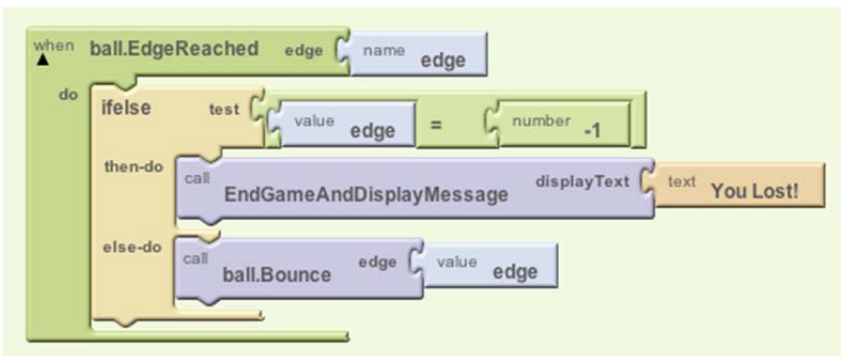 when ball.EdgeReached edge name edge
do ifelse test value edge = number -1
then-do call EndGameAndDisplayMessage displayText text You Lost!
else-do call ball.Bounce edge value edge